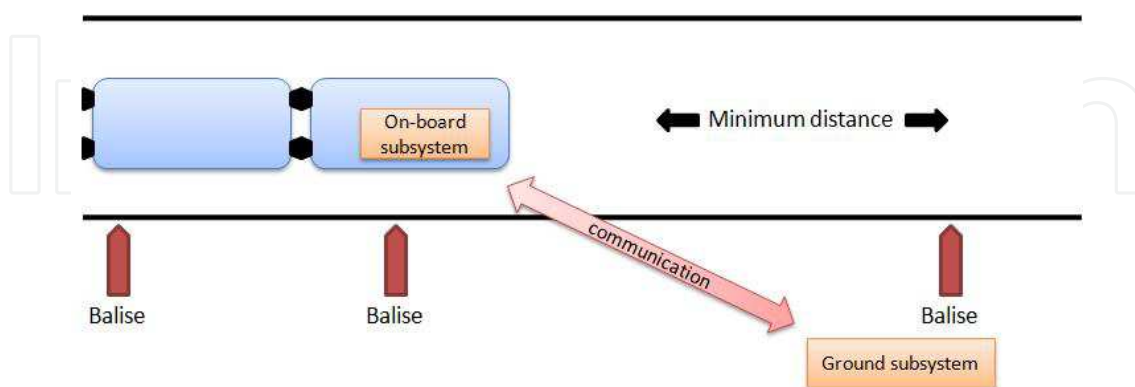 On-board
subsystem
Minimum distance
communication
Balise
Balise
Balise
Ground subsystem